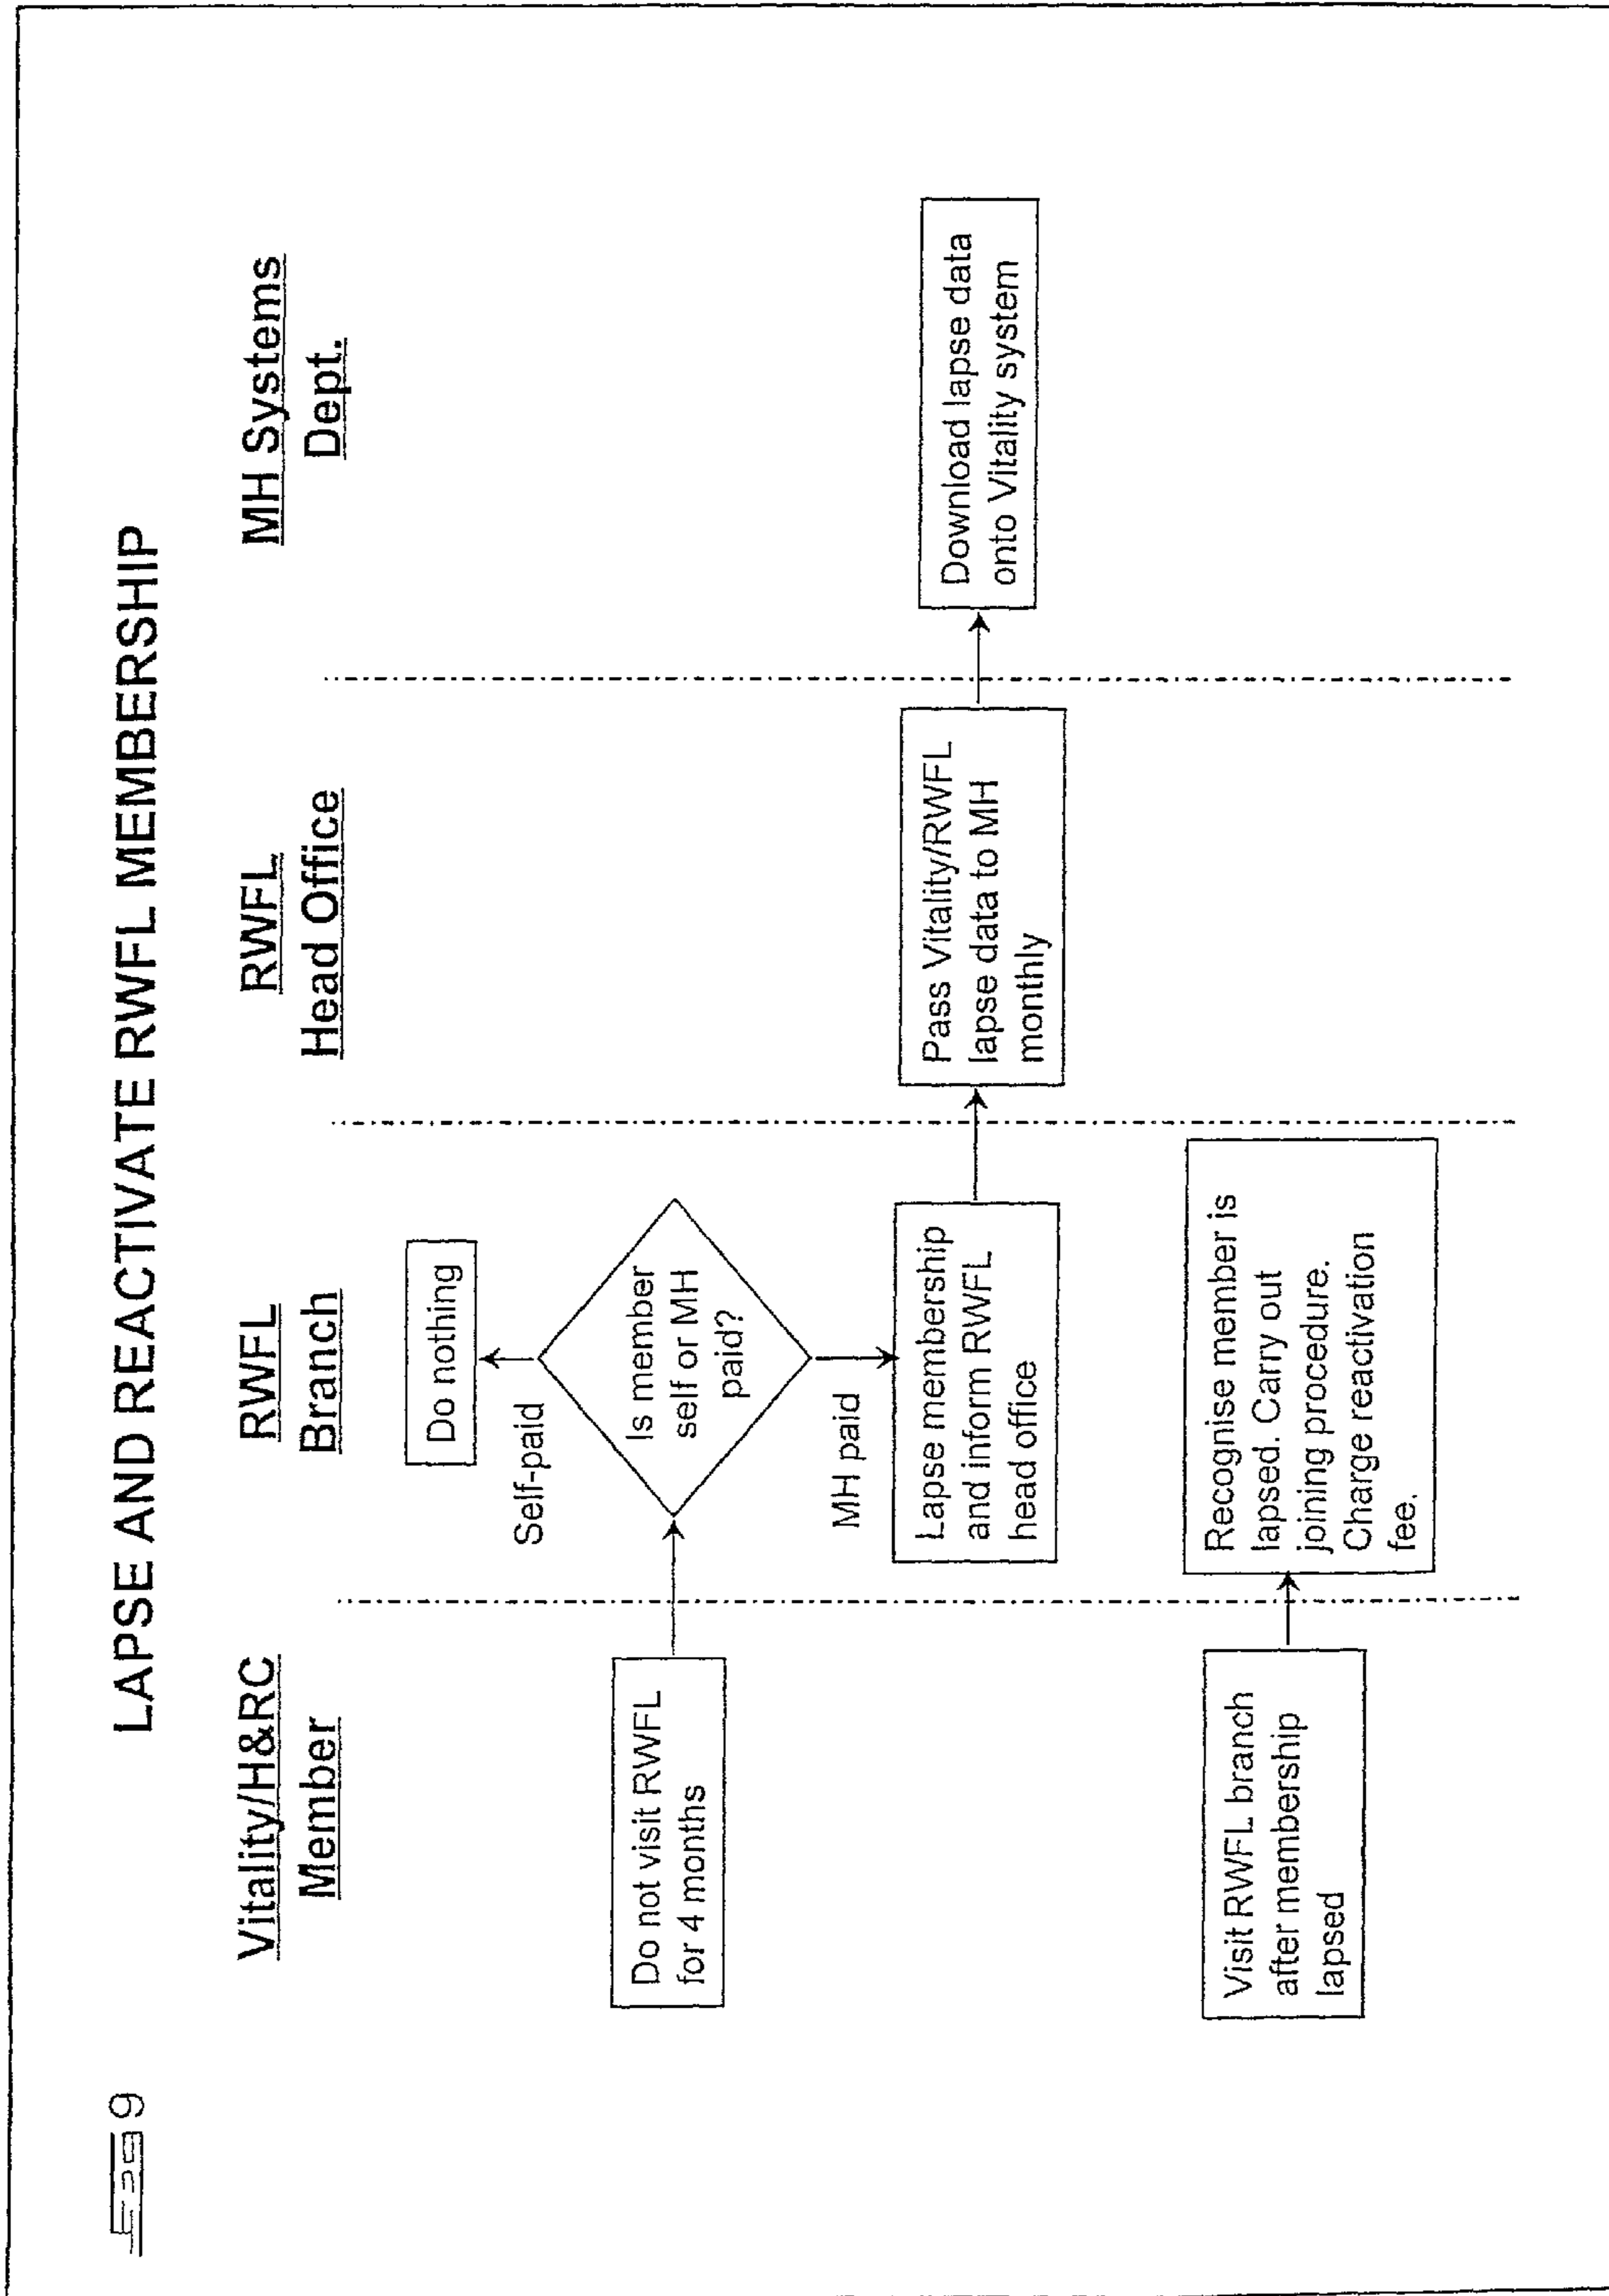 9
LAPSE AND REACTIVATE RWFL MEMBERSHIP
Vitality/H&RC
Member
RWFL
Branch
RWFL
Head Office
MH Systems
Dept.
Do nothing
Self-paid
Do not visit RWFL
for 4 months
Is member
self or MH
paid?
MH paid
Lapse membership
and inform RWFL
head office
Pass Vitality/RWFL
lapse data to MH
monthly
Download lapse data
onto Vitality system
Visit RWFL branch
after membership
lapsed
Recognise member is
lapsed. Carry out
joining procedure.
Charge reactivation
fee.